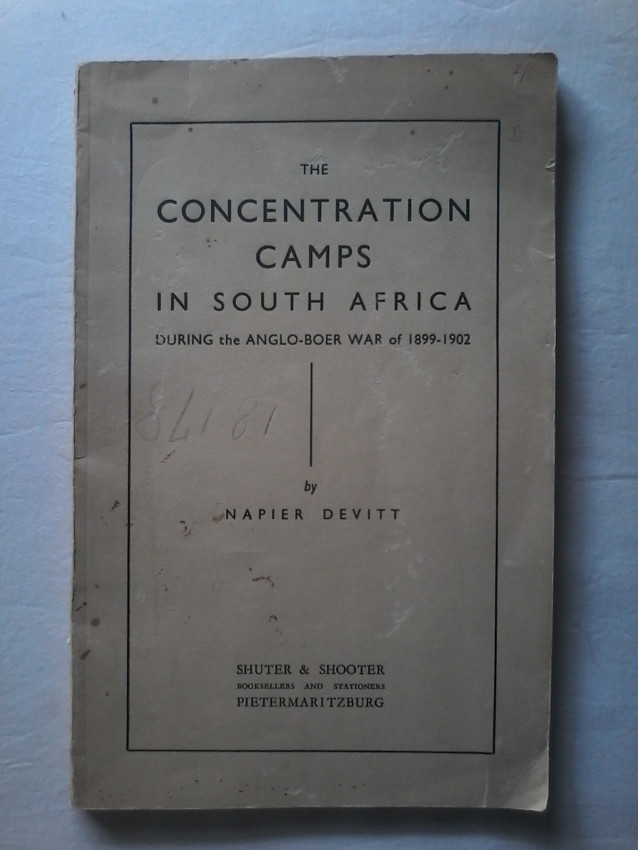 THE
CONCENTRATION
CAMPS
IN SOUTH AFRICA
DURING the ANGLO-BOER WAR of 1899-1902
by
NAPIER DEVITT
SHUTER & SHOOTER
BOOKSELLERS AND STATIONERS
PIETERMARITZBURG